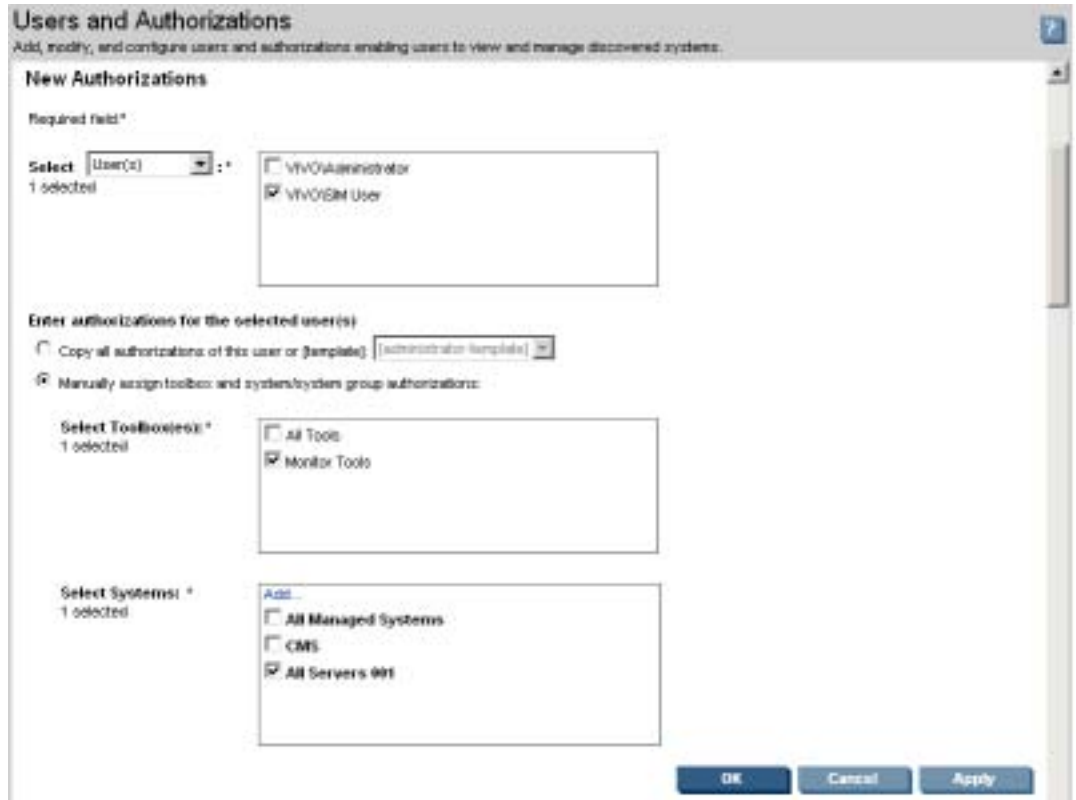 Users and Authorizations
?
Add, modify, and configure users and authorizations enabling users to view and manage discovered systems.
New Authorizations
Required field *
Select User(s) : *
1 selected
VIVO\Administrator
VIVO\SIM User
Enter authorizations for the selected user(s)
Copy all authorizations of this user or [template]: [administrator-template]
Manually assign toolbox and system/system group authorizations:
Select Toolbox(es): *
1 selected
All Tools
Monitor Tools
Select Systems: *
1 selected
Add...
All Managed Systems
CMS
All Servers 001
OK Cancel Apply